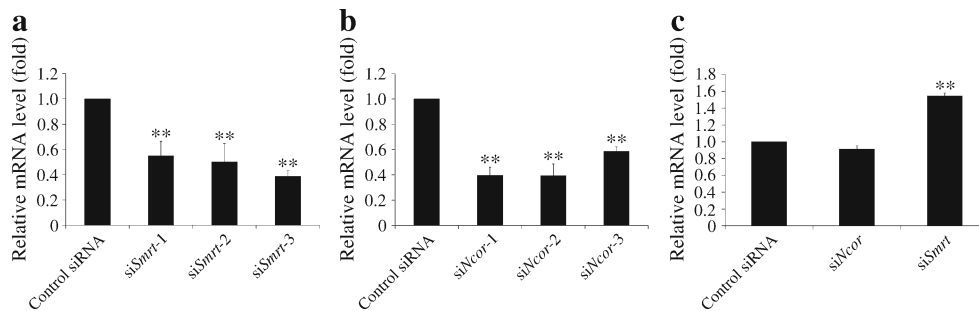 a
Relative mRNA level (fold)
1.2
1.0
0.8
0.6
0.4
0.2
0
**
**
**
Control siRNA
siSmrt-1
siSmrt-2
siSmrt-3
b
Relative mRNA level (fold)
1.2
1.0
0.8
0.6
0.4
0.2
0
**
**
**
Control siRNA
siNcor-1
siNcor-2
siNcor-3
c
Relative mRNA level (fold)
1.8
1.6
1.4
1.2
1.0
0.8
0.6
0.4
0.2
0
**
Control siRNA
siNcor
siSmrt